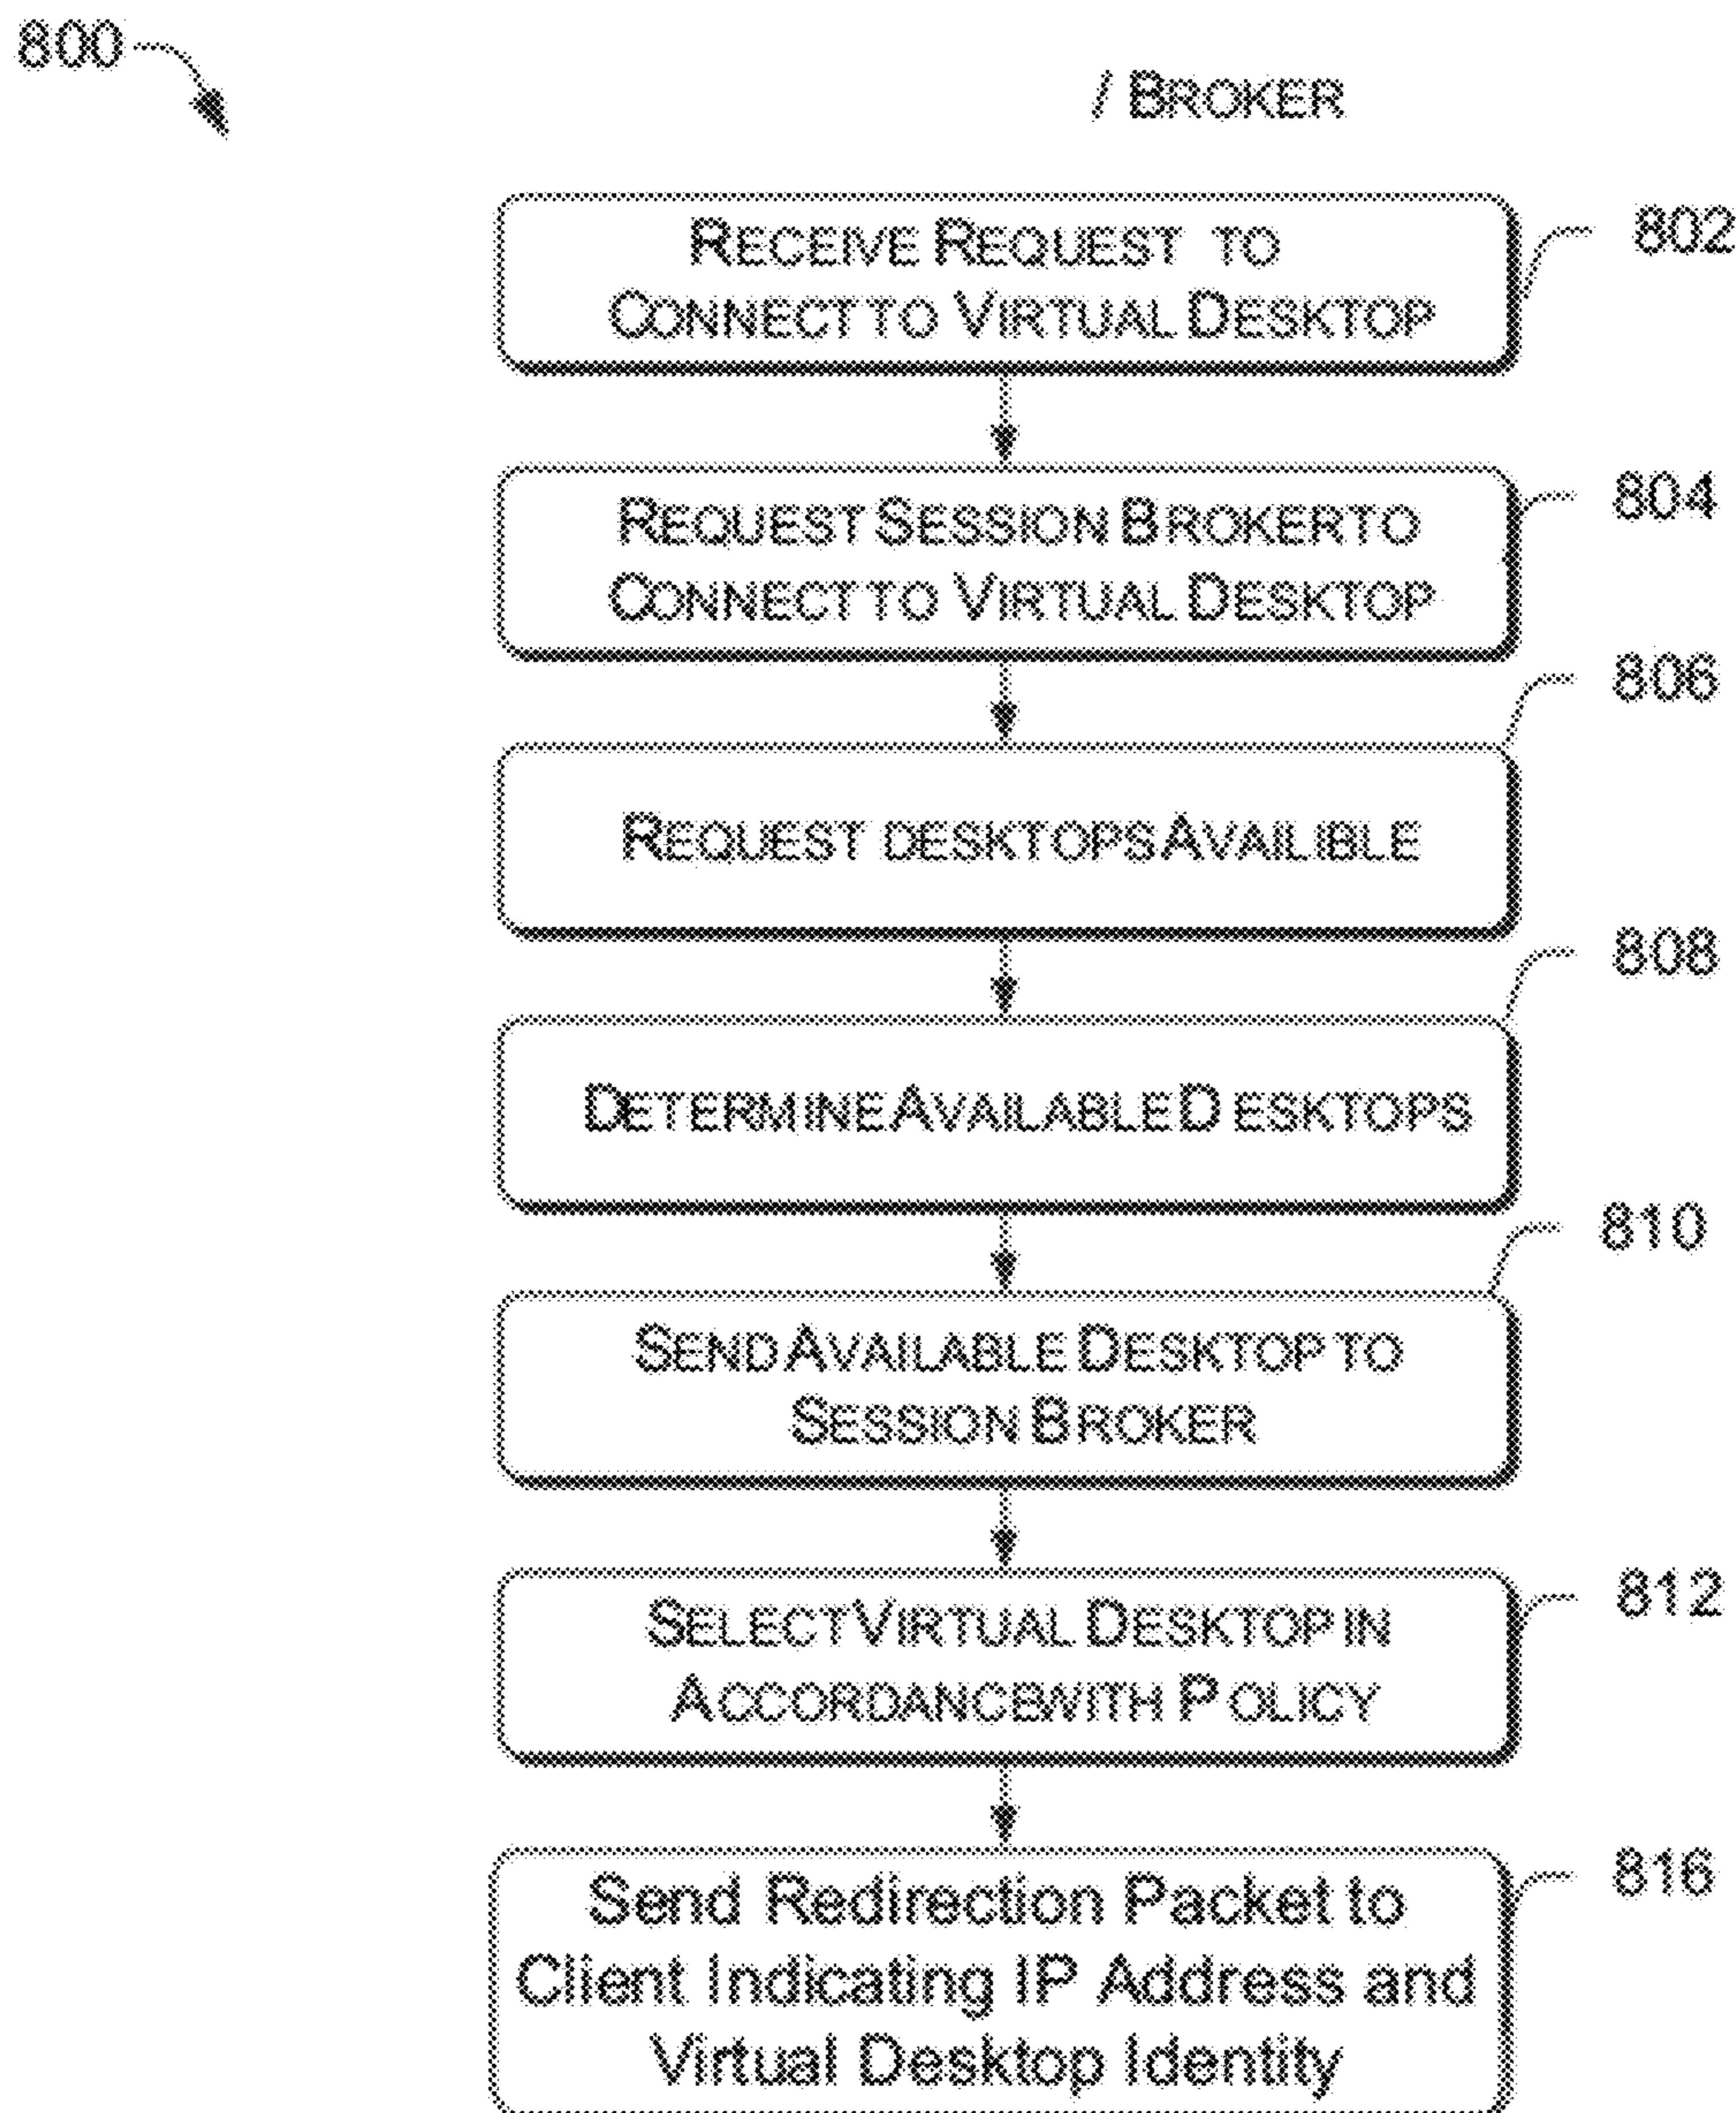 800
/ BROKER
RECEIVE REQUEST TO
CONNECT TO VIRTUAL DESKTOP
802
REQUEST SESSION BROKER TO
CONNECT TO VIRTUAL DESKTOP
804
806
REQUEST DESKTOPS AVAILIBLE
808
DETERMINE AVAILABLE DESKTOPS
810
SEND AVAILABLE DESKTOP TO
SESSION BROKER
812
SELECT VIRTUAL DESKTOP IN
ACCORDANCE WITH POLICY
816
Send Redirection Packet to
Client Indicating IP Address and
Virtual Desktop Identity